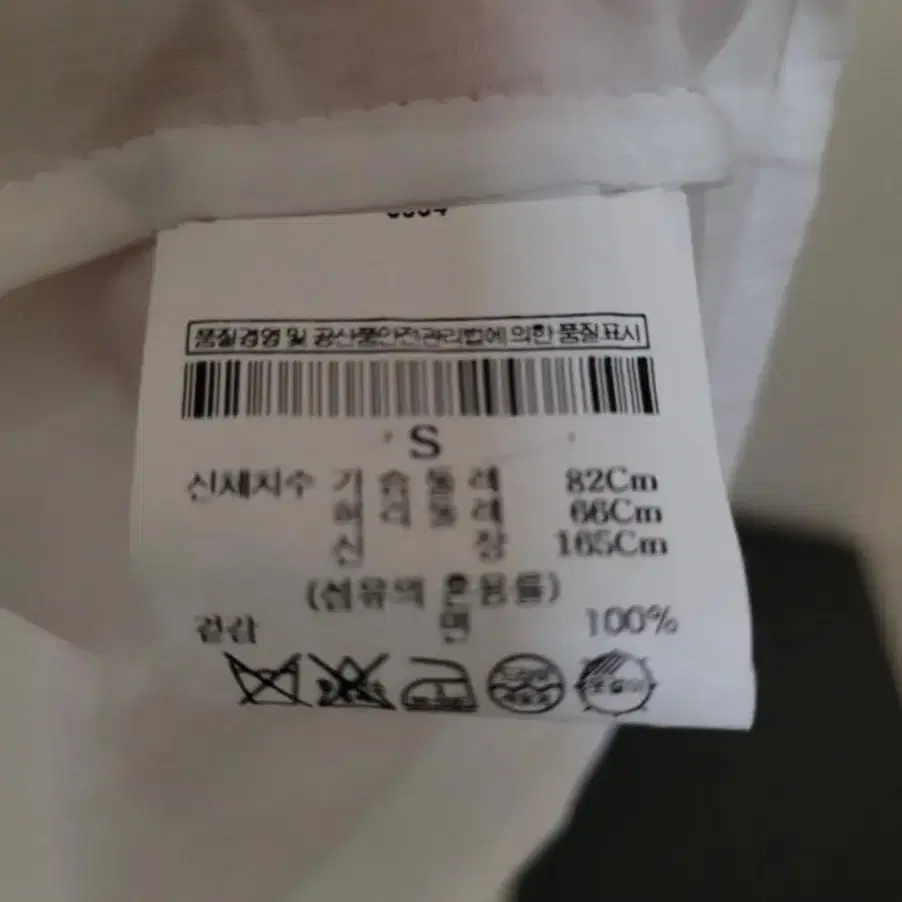 품질경영 및 공산품안전관리법에 의한 품질표시
S
신체치수 가슴둘레 82Cm
허리둘레 66Cm
신장 165Cm
(섬유의 혼용률)
겉감 면 100%